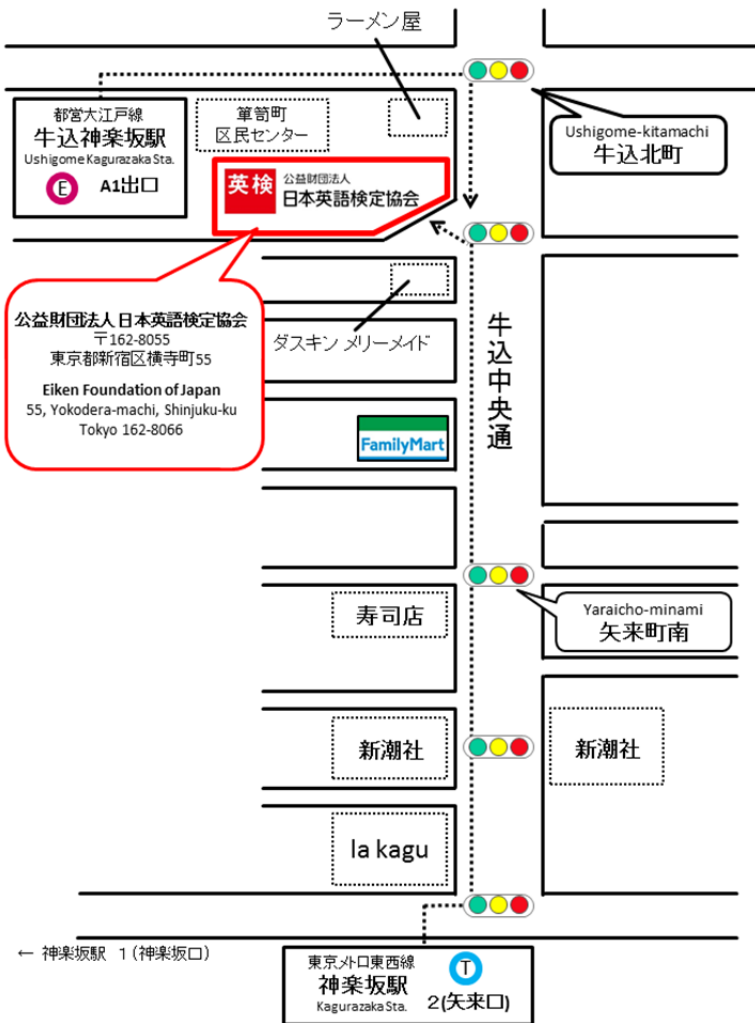 ラーメン屋
都営大江戸線
牛込神楽坂駅
Ushigome Kagurazaka Sta.
E A1出口
箪笥町
区民センター
Ushigome-kitamachi
牛込北町
英検 公益財団法人
日本英語検定協会
公益財団法人日本英語検定協会
〒162-8055
東京都新宿区横寺町55
Eiken Foundation of Japan
55, Yokodera-machi, Shinjuku-ku
Tokyo 162-8066
ダスキン メリーメイド
牛込中央通
FamilyMart
Yaraicho-minami
矢来町南
寿司店
新潮社
新潮社
la kagu
← 神楽坂駅 1(神楽坂口)
東京メトロ東西線
神楽坂駅
Kagurazaka Sta.
T
2(矢来口)